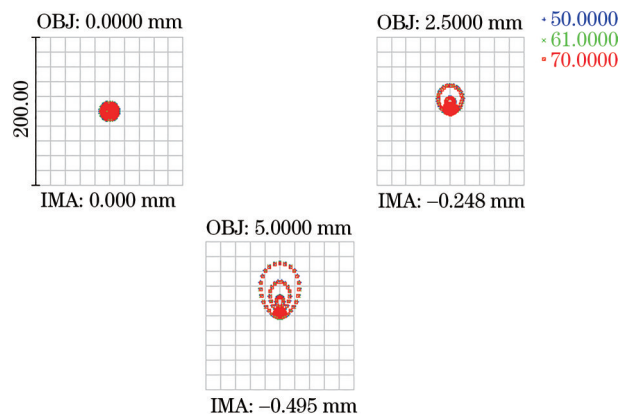 OBJ: 0.0000 mm
200.00
IMA: 0.000 mm
OBJ: 2.5000 mm
IMA: −0.248 mm
50.0000
61.0000
70.0000
OBJ: 5.0000 mm
IMA: −0.495 mm